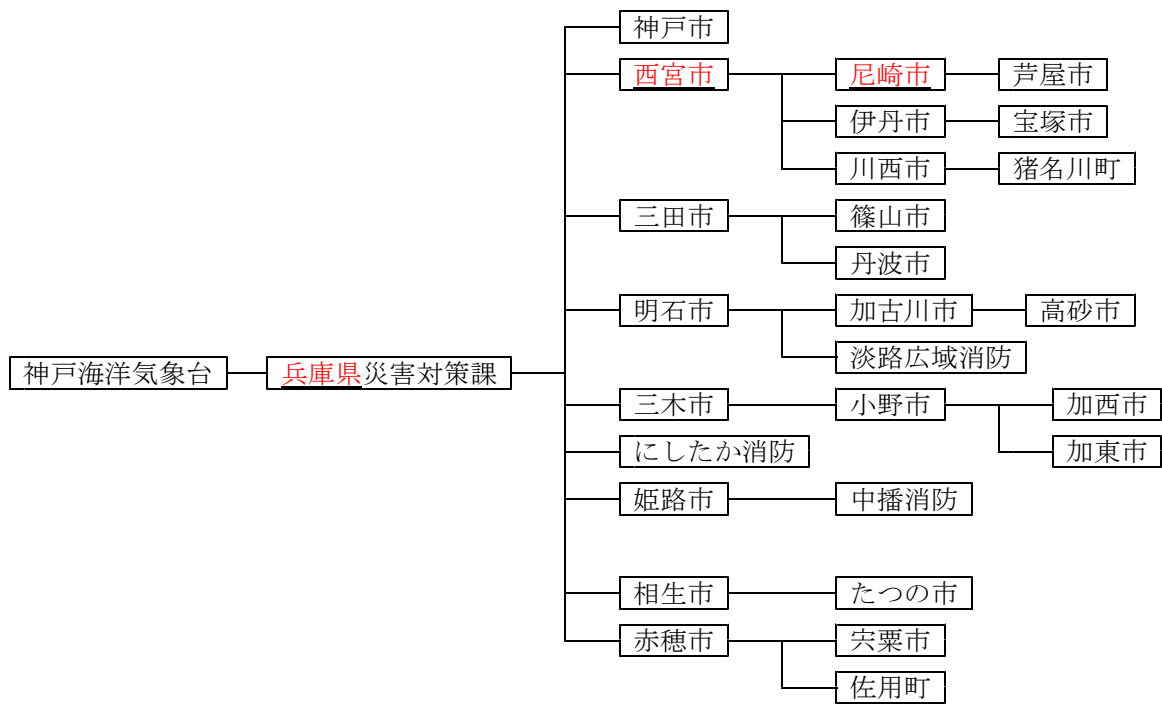 神戸市
西宮市 尼崎市 芦屋市
伊丹市 宝塚市
川西市 猪名川町
三田市 篠山市
丹波市
明石市 加古川市 高砂市
淡路広域消防
神戸海洋気象台 兵庫県災害対策課
三木市 小野市 加西市
にしたか消防 加東市
姫路市 中播消防
相生市 たつの市
赤穂市 宍粟市
佐用町